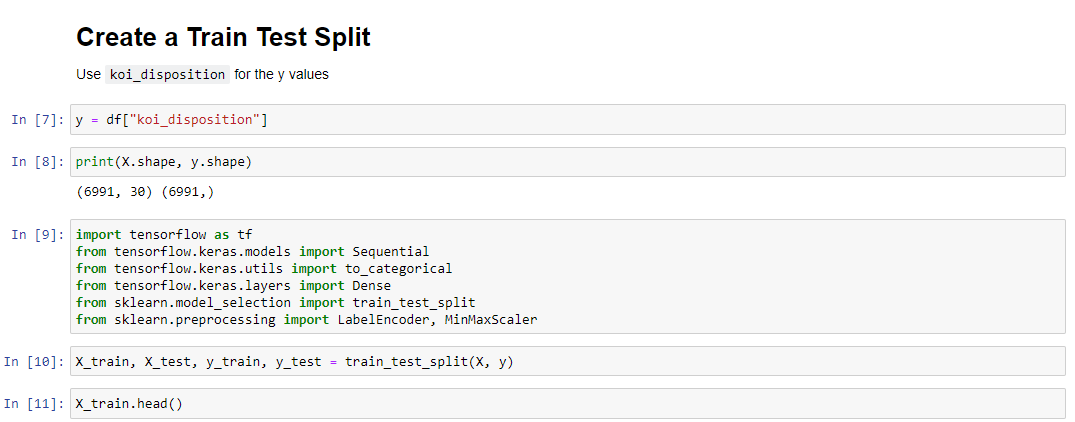 Create a Train Test Split
Use koi_disposition for the y values
In [7]: y = df["koi_disposition"]
In [8]: print(X.shape, y.shape)
(6991, 30) (6991,)
In [9]: import tensorflow as tf
from tensorflow.keras.models import Sequential
from tensorflow.keras.utils import to_categorical
from tensorflow.keras.layers import Dense
from sklearn.model_selection import train_test_split
from sklearn.preprocessing import LabelEncoder, MinMaxScaler
In [10]: X_train, X_test, y_train, y_test = train_test_split(X, y)
In [11]: X_train.head()